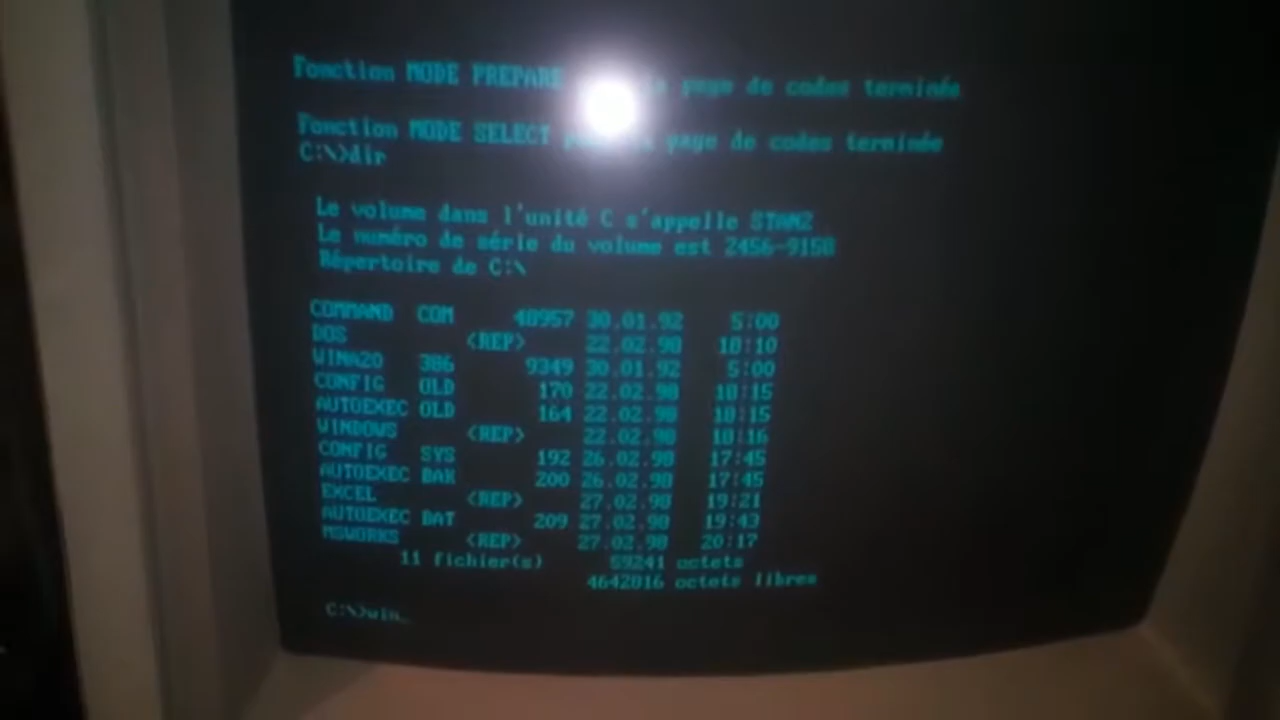 Fonction MODE PREPARE page de codes terminée
Fonction MODE SELECT page de codes terminée
C:\>dir
Le volume dans l'unité C s'appelle
Le numéro de série du volume est 2456-9150
Répertoire de C:\
COMMAND COM 30.01.92 5:00
DOS <REP> 22.02.90 10:10
WINA20 386 9349 30.01.92 5:00
CONFIG OLD 170 22.02.90 10:15
AUTOEXEC OLD 164 22.02.90 10:15
WINDOWS <REP> 22.02.90 10:16
CONFIG SYS 192 26.02.90 17:45
AUTOEXEC BAK 200 26.02.90 17:45
EXCEL <REP> 27.02.90 19:21
AUTOEXEC BAT 209 27.02.90 19:43
MSWORKS <REP> 27.02.90 20:17
11 fichier(s) 59241 octets
4642816 octets libres
C:\>win_